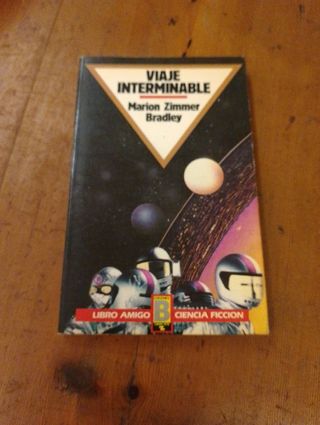 VIAJE
INTERMINABLE
Marion Zimmer
Bradley
LIBRO AMIGO B CIENCIA FICCION